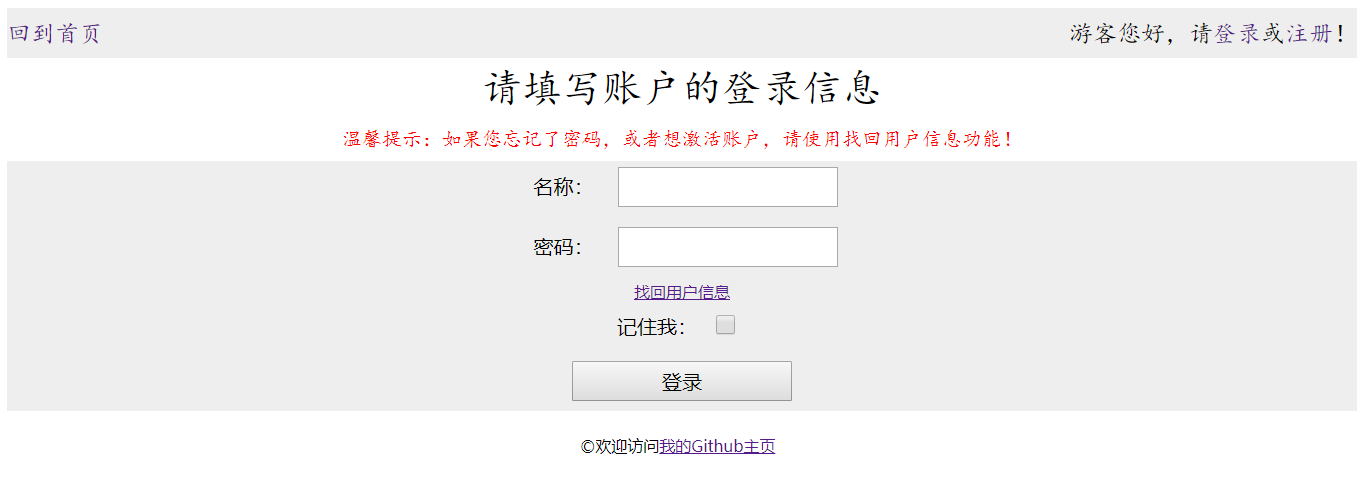 回到首页
游客您好，请登录或注册！
请填写账户的登录信息
温馨提示：如果您忘记了密码，或者想激活账户，请使用找回用户信息功能！
名称：
密码：
找回用户信息
记住我：
登录
©欢迎访问我的Github主页